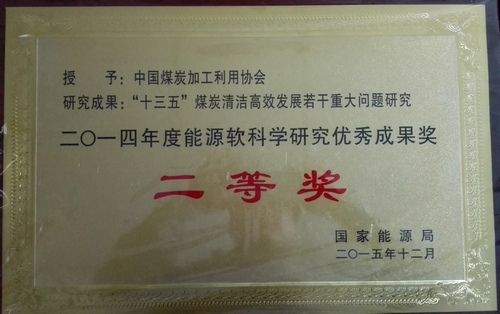 授　予：中国煤炭加工利用协会
研究成果：“十三五”煤炭清洁高效发展若干重大问题研究
二〇一四年度能源软科学研究优秀成果奖
二等奖
国家能源局
二〇一五年十二月